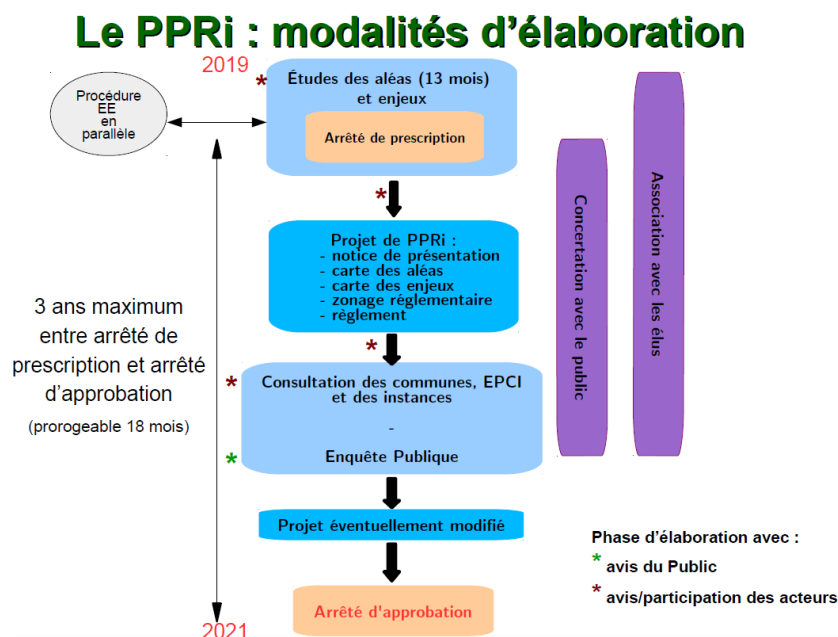 Le PPRi : modalités d'élaboration
2019
*
Études des aléas (13 mois)
et enjeux
Arrêté de prescription
Procédure
EE
en
parallèle
*
Projet de PPRi :
- notice de présentation
- carte des aléas
- carte des enjeux
- zonage réglementaire
- règlement
3 ans maximum
entre arrêté de
prescription et arrêté
d'approbation
(prorogeable 18 mois)
*
*
Consultation des communes, EPCI
et des instances
-
*
Enquête Publique
Projet éventuellement modifié
Arrêté d'approbation
2021
Concertation avec le public
Association avec les élus
Phase d'élaboration avec :
* avis du Public
* avis/participation des acteurs